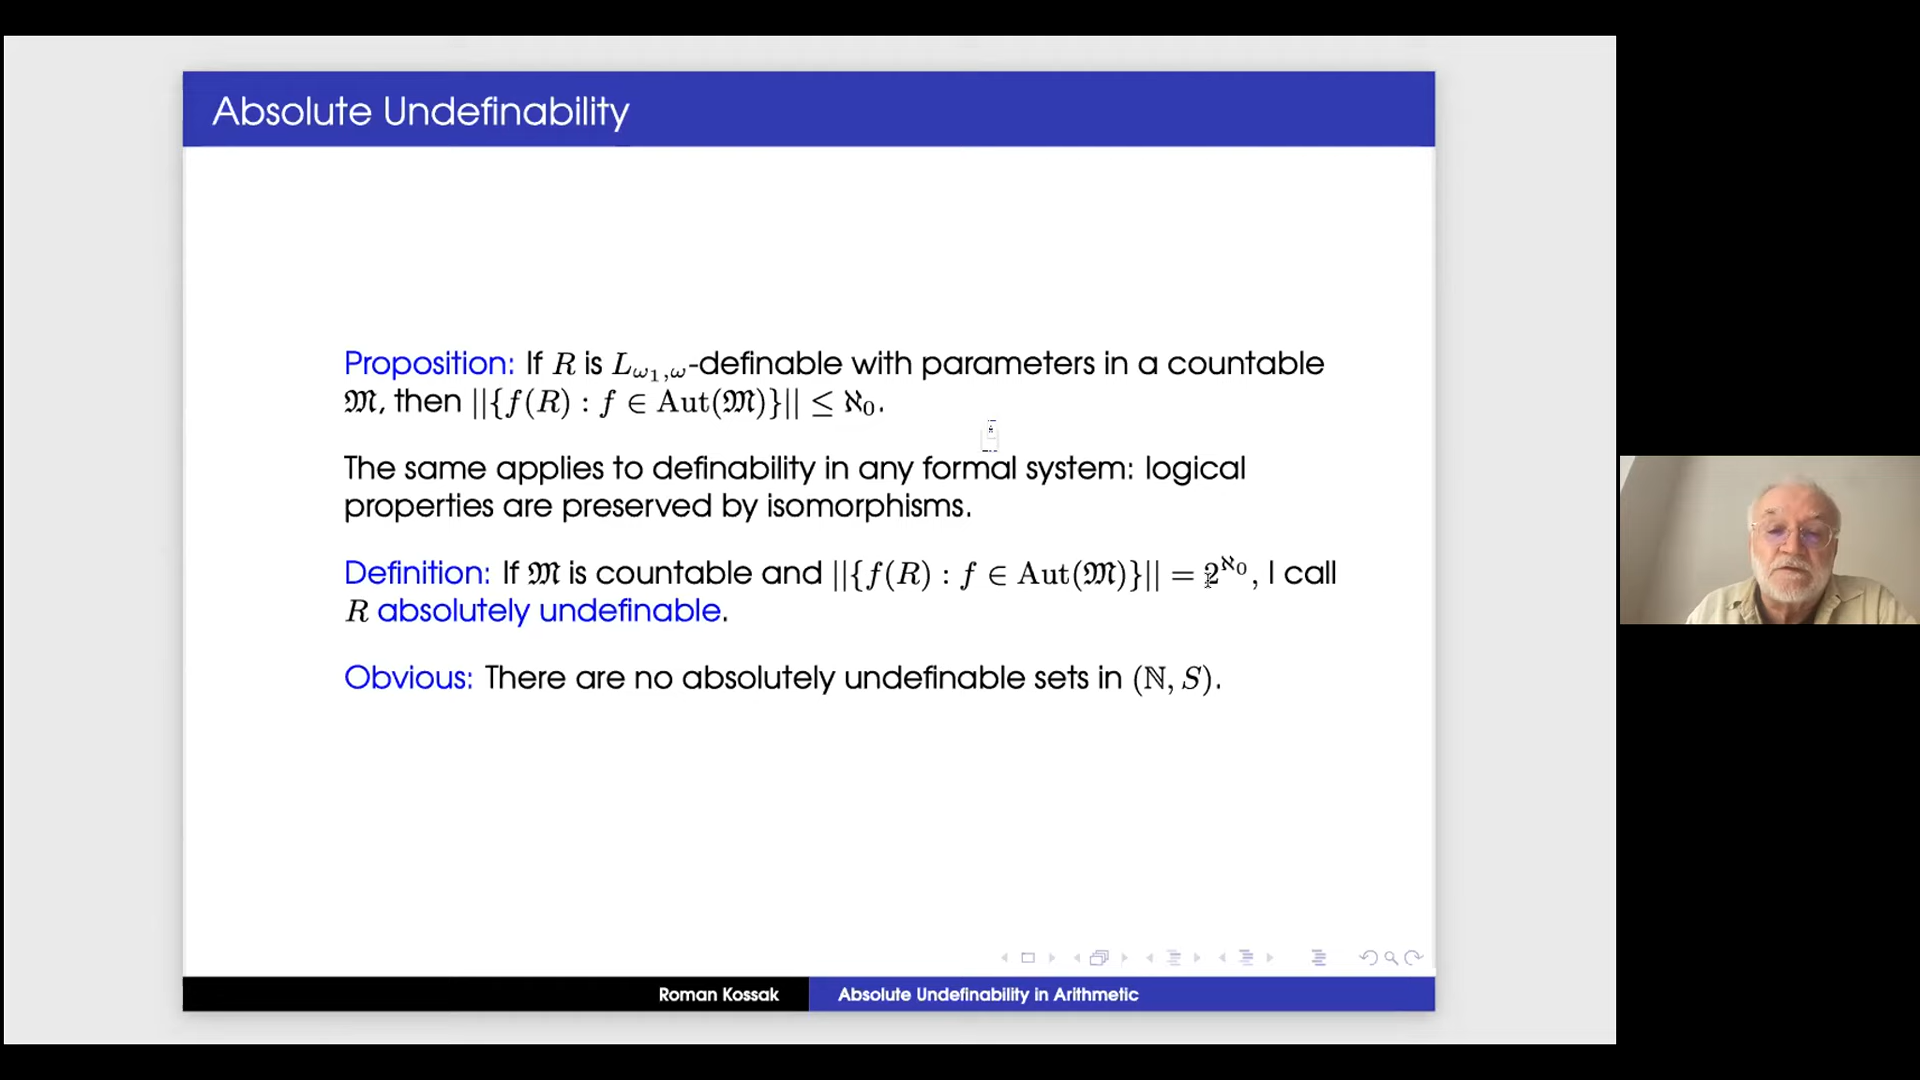 Absolute Undefinability
Proposition: If R is L_{ω₁,ω}-definable with parameters in a countable
𝔐, then ||{f(R) : f ∈ Aut(𝔐)}|| ≤ ℵ₀.
The same applies to definability in any formal system: logical
properties are preserved by isomorphisms.
Definition: If 𝔐 is countable and ||{f(R) : f ∈ Aut(𝔐)}|| = 2^{ℵ₀}, I call
R absolutely undefinable.
Obvious: There are no absolutely undefinable sets in (ℕ, S).
Roman Kossak
Absolute Undefinability in Arithmetic